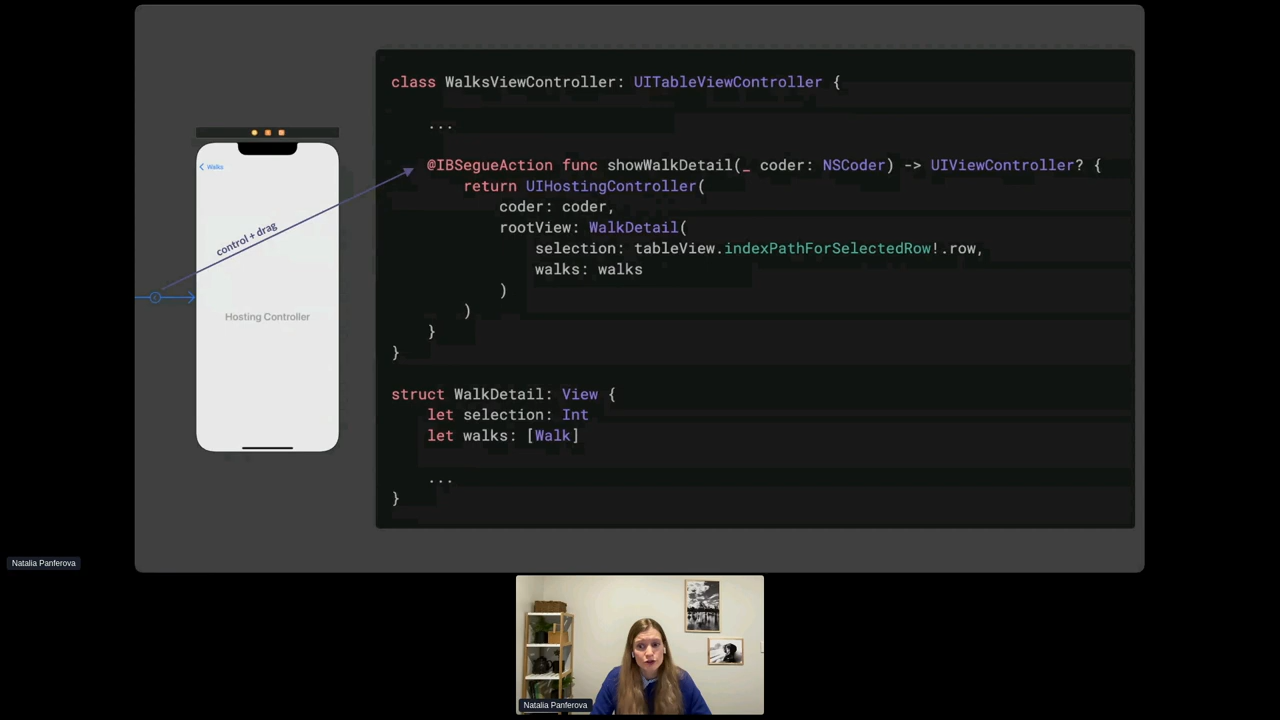 Walks
control + drag
Hosting Controller
class WalksViewController: UITableViewController {
...
@IBSegueAction func showWalkDetail(_ coder: NSCoder) -> UIViewController? {
return UIHostingController(
coder: coder,
rootView: WalkDetail(
selection: tableView.indexPathForSelectedRow!.row,
walks: walks
)
)
}
}
struct WalkDetail: View {
let selection: Int
let walks: [Walk]
...
}
Natalia Panferova
Natalia Panferova